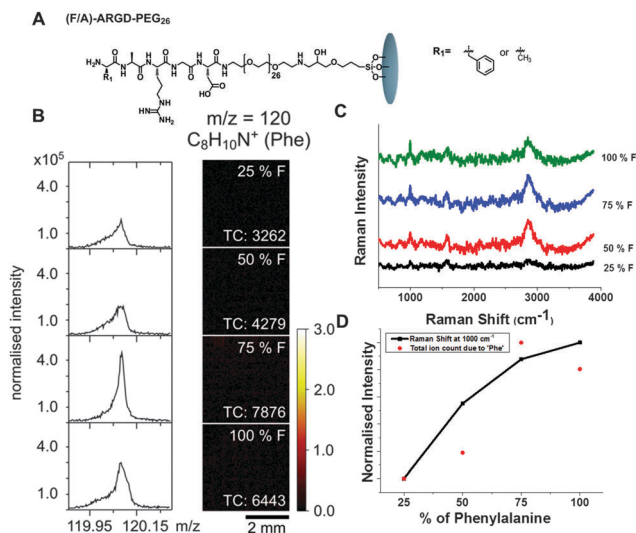 (F/A)-ARGD-PEG26
A
R1= or CH3
H2N
R1
O
H
N
26
OH
Si
HN
NH
NH2
B
m/z = 120
C8H10N+ (Phe)
x10^5
4.0
1.0
4.0
1.0
4.0
1.0
4.0
1.0
normalised intensity
119.95 120.15 m/z
25 % F
TC: 3262
50 % F
TC: 4279
75 % F
TC: 7876
100 % F
TC: 6443
3.0
2.0
1.0
0.0
2 mm
C
Raman Intensity
100 % F
75 % F
50 % F
25 % F
1000 2000 3000 4000
Raman Shift (cm-1)
D
Raman Shift at 1000 cm-1
Total ion count due to 'Phe'
Normalised Intensity
25 50 75 100
% of Phenylalanine